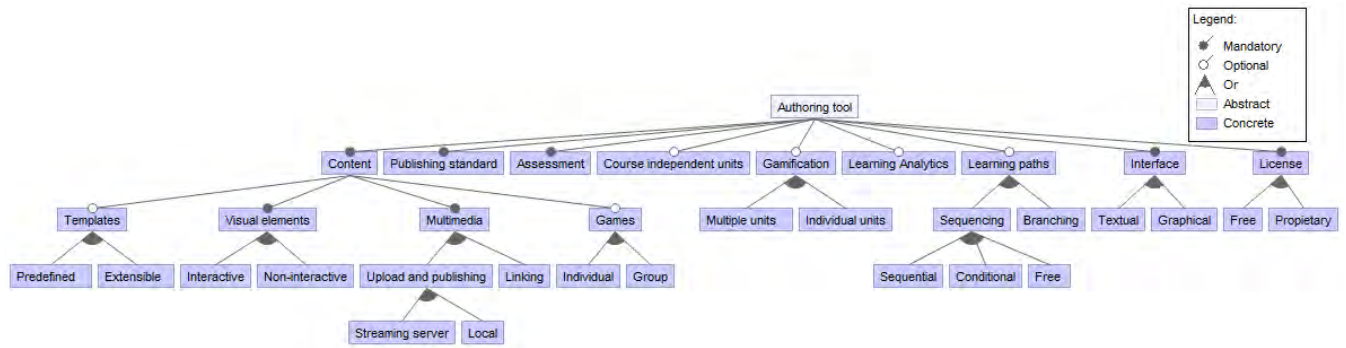 Legend:
Mandatory
Optional
Or
Abstract
Concrete
Authoring tool
Content Publishing standard Assessment Course independent units Gamification Learning Analytics Learning paths Interface License
Templates Visual elements Multimedia Games Multiple units Individual units Sequencing Branching Textual Graphical Free Propietary
Predefined Extensible Interactive Non-interactive Upload and publishing Linking Individual Group Sequential Conditional Free
Streaming server Local